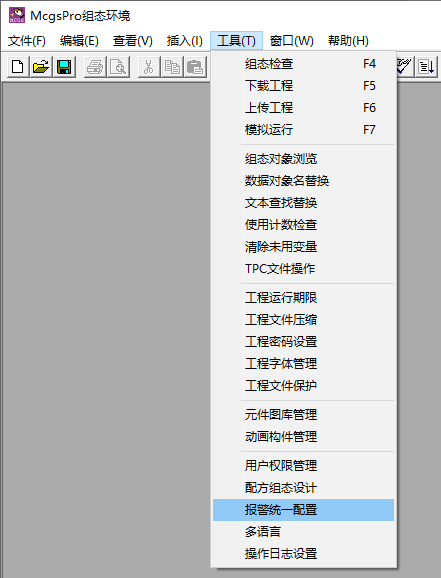 McgsPro组态环境
文件(F) 编辑(E) 查看(V) 插入(I) 工具(T) 窗口(W) 帮助(H)
组态检查 F4
下载工程 F5
上传工程 F6
模拟运行 F7
组态对象浏览
数据对象名替换
文本查找替换
使用计数检查
清除未用变量
TPC文件操作
工程运行期限
工程文件压缩
工程密码设置
工程字体管理
工程文件保护
元件图库管理
动画构件管理
用户权限管理
配方组态设计
报警统一配置
多语言
操作日志设置